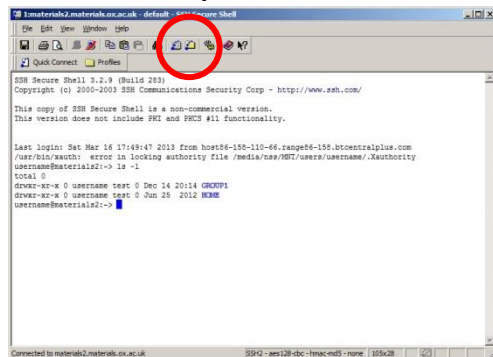 1:materials2.materials.ox.ac.uk - default - SSH Secure Shell
File Edit View Window Help
Quick Connect Profiles
SSH Secure Shell 3.2.9 (Build 283)
Copyright (c) 2000-2003 SSH Communications Security Corp - http://www.ssh.com/
This copy of SSH Secure Shell is a non-commercial version.
This version does not include PKI and PKCS #11 functionality.
Last login: Sat Mar 16 17:49:47 2013 from host86-158-110-66.range86-158.btcentralplus.com
/usr/bin/xauth: error in locking authority file /media/nss/MNT/users/username/.Xauthority
username@materials2:~> ls -l
total 0
drwxr-xr-x 0 username test 0 Dec 14 20:14 GROUP1
drwxr-xr-x 0 username test 0 Jun 25 2012 HOME
username@materials2:~>
Connected to materials2.materials.ox.ac.uk SSH2 - aes128-cbc - hmac-md5 - none 105x28